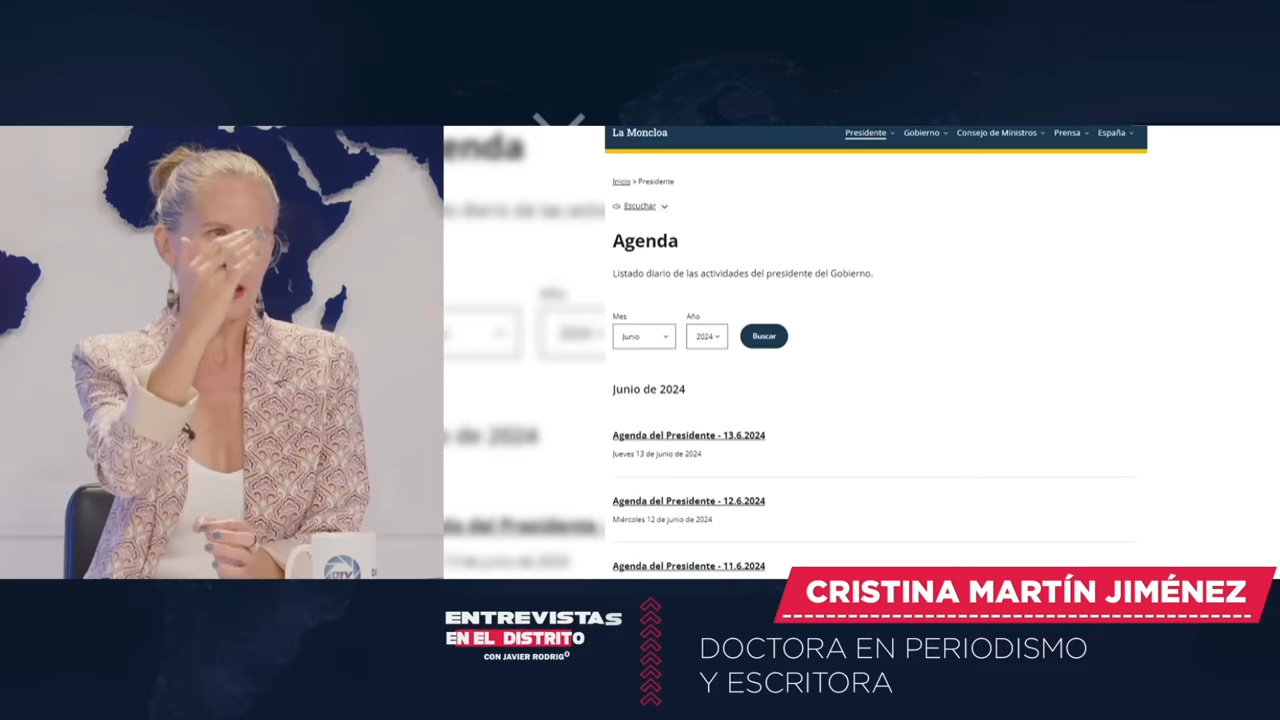 La Moncloa
Presidente
Gobierno
Consejo de Ministros
Prensa
España
Inicio > Presidente
Escuchar
Agenda
Listado diario de las actividades del presidente del Gobierno.
Mes
Año
Junio
2024
Buscar
Junio de 2024
Agenda del Presidente - 13.6.2024
Jueves 13 de junio de 2024
Agenda del Presidente - 12.6.2024
Miércoles 12 de junio de 2024
Agenda del Presidente - 11.6.2024
CRISTINA MARTÍN JIMÉNEZ
DOCTORA EN PERIODISMO
Y ESCRITORA
ENTREVISTAS
EN EL DISTRITO
CON JAVIER RODRIGO